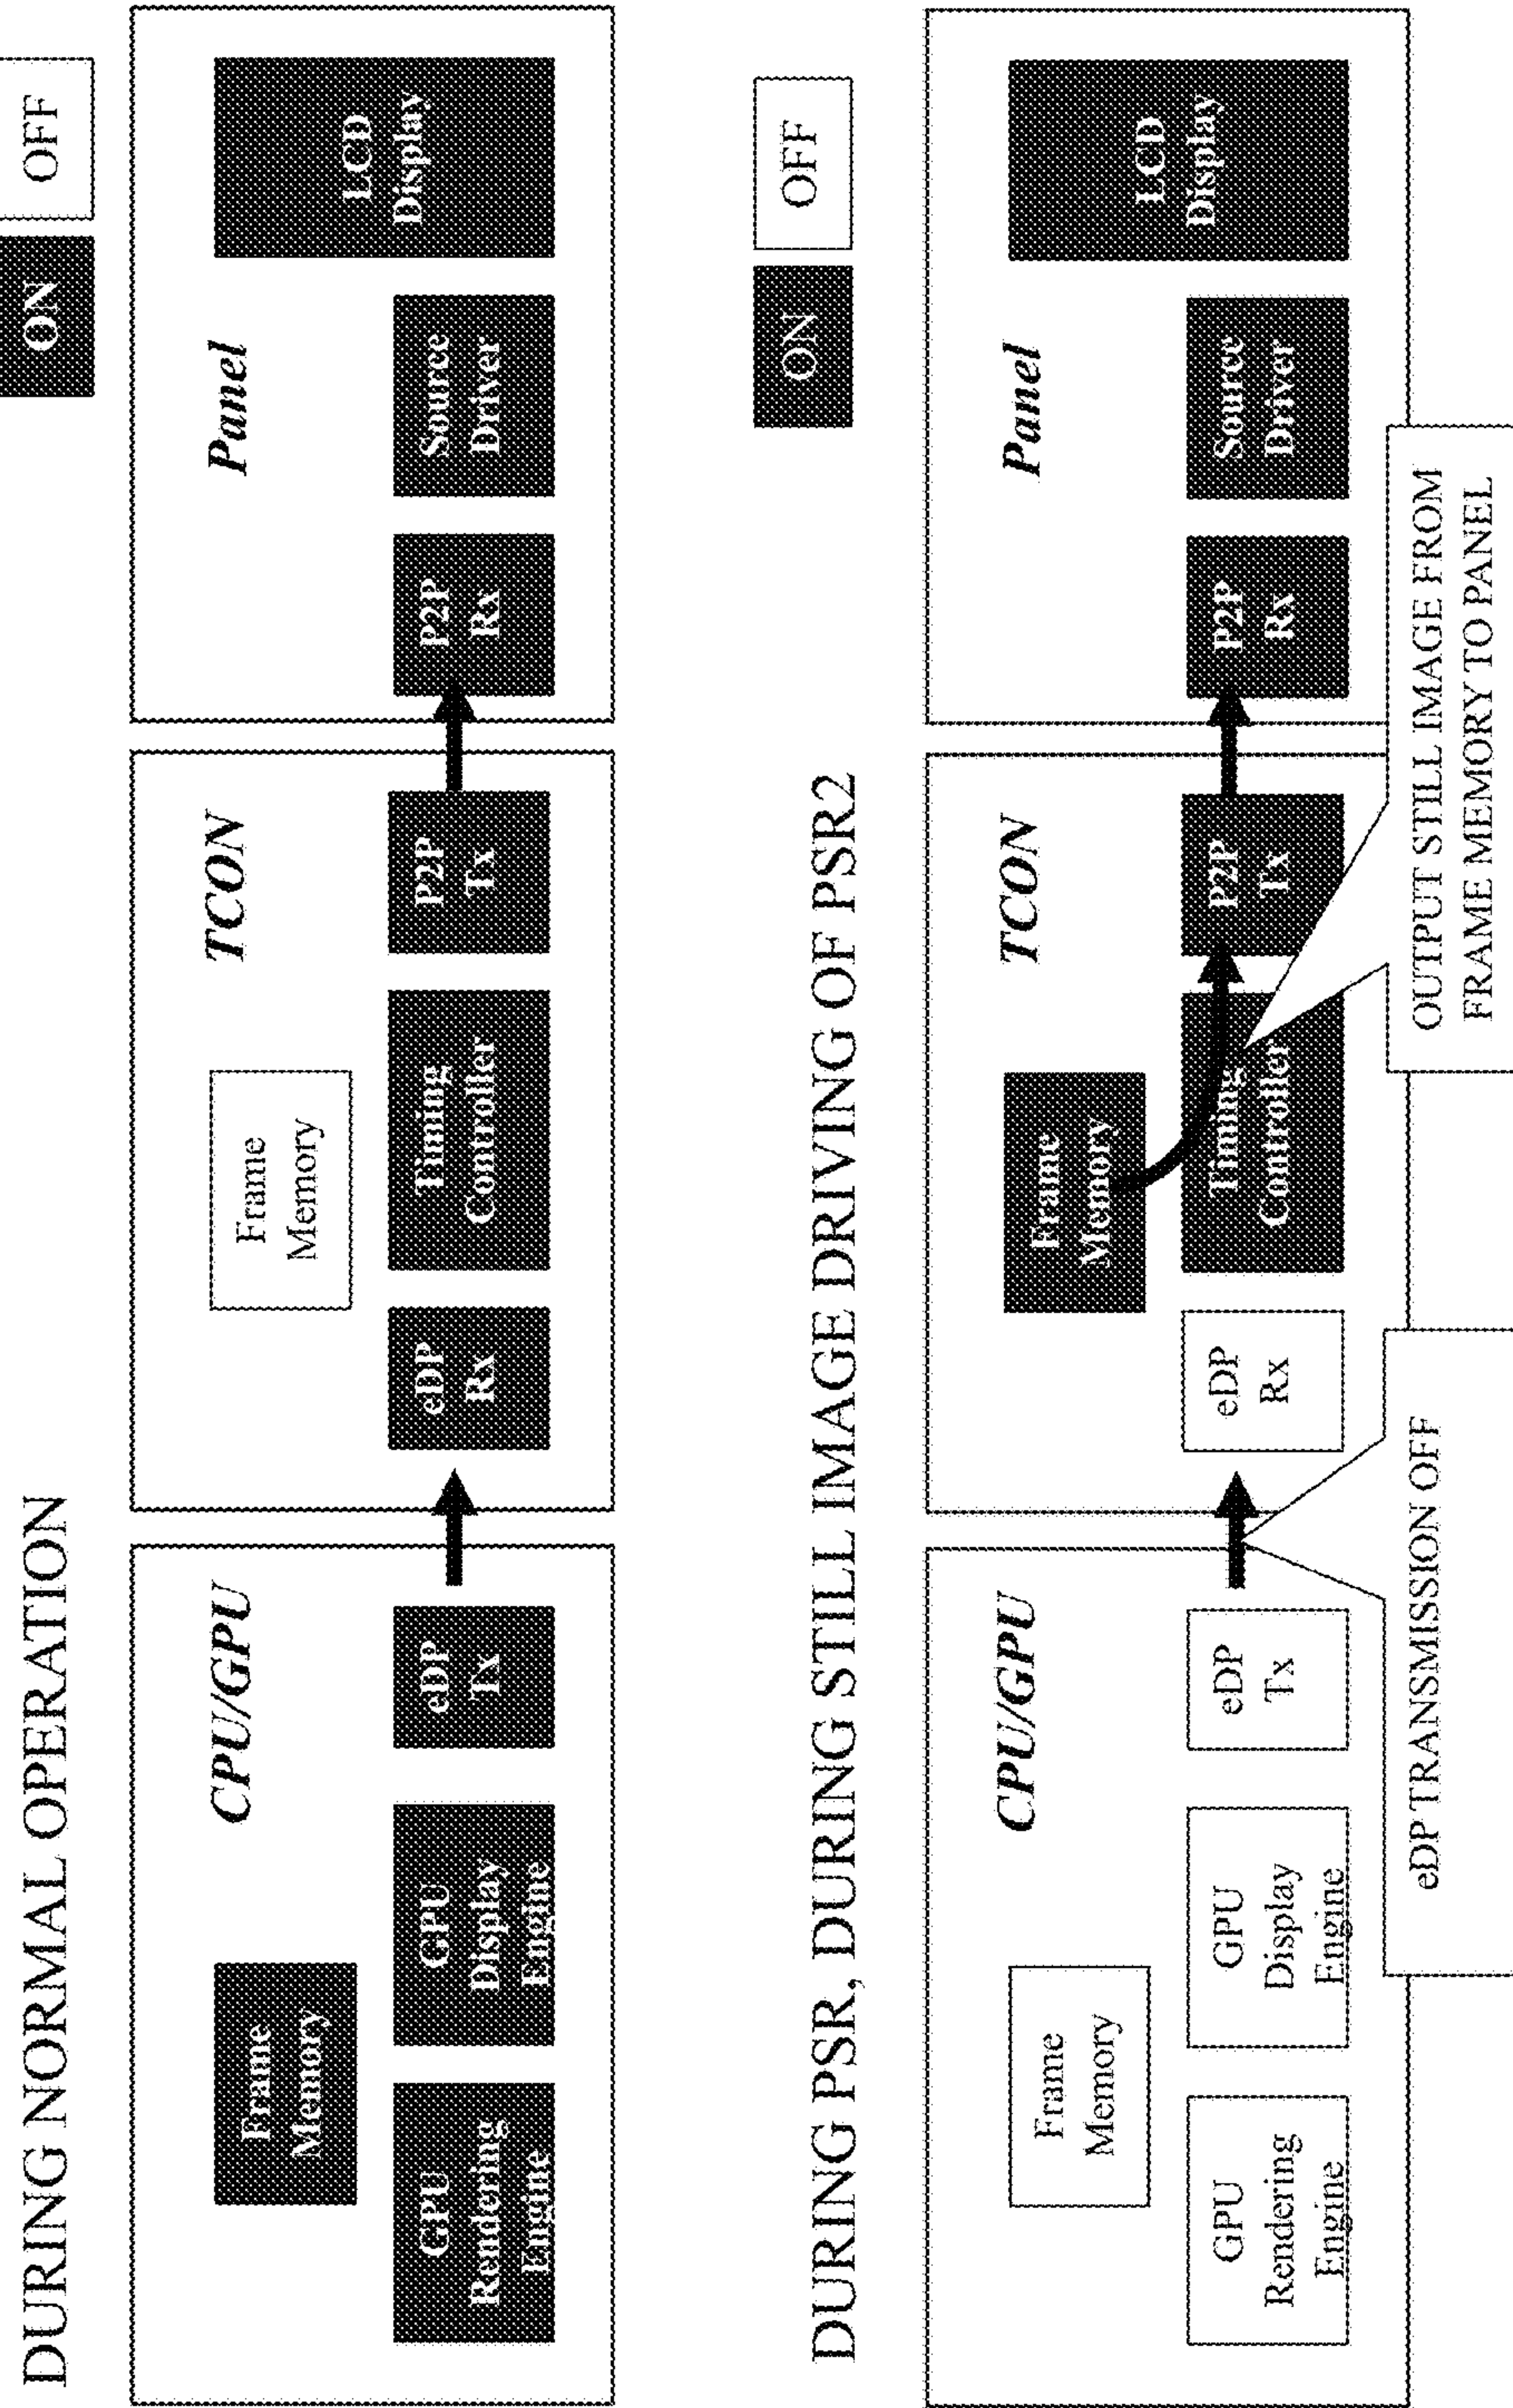 DURING NORMAL OPERATION
ON
OFF
CPU/GPU
Frame
Memory
GPU
Rendering
Engine
GPU
Display
Engine
eDP
Tx
TCON
Frame
Memory
eDP
Rx
Timing
Controller
P2P
Tx
Panel
P2P
Rx
Source
Driver
LCD
Display
DURING PSR, DURING STILL IMAGE DRIVING OF PSR2
ON
OFF
CPU/GPU
Frame
Memory
GPU
Rendering
Engine
GPU
Display
Engine
eDP
Tx
TCON
Frame
Memory
eDP
Rx
Timing
Controller
P2P
Tx
Panel
P2P
Rx
Source
Driver
LCD
Display
eDP TRANSMISSION OFF
OUTPUT STILL IMAGE FROM
FRAME MEMORY TO PANEL